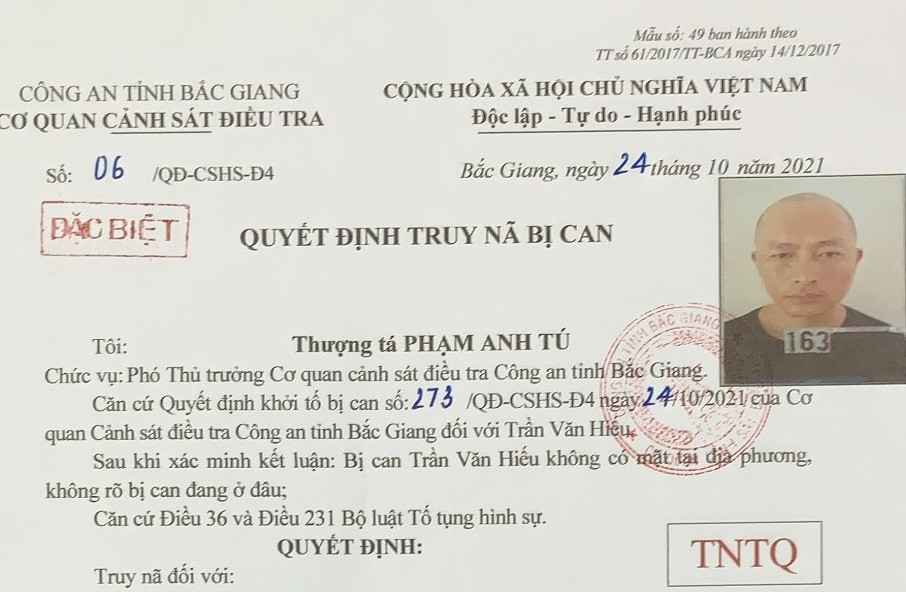 Mẫu số: 49 ban hành theo
TT số 61/2017/TT-BCA ngày 14/12/2017
CÔNG AN TỈNH BẮC GIANG
CƠ QUAN CẢNH SÁT ĐIỀU TRA
CỘNG HÒA XÃ HỘI CHỦ NGHĨA VIỆT NAM
Độc lập - Tự do - Hạnh phúc
Số: 06 /QĐ-CSHS-Đ4
Bắc Giang, ngày 24 tháng 10 năm 2021
ĐẶC BIỆT
QUYẾT ĐỊNH TRUY NÃ BỊ CAN
163
Tôi: Thượng tá PHẠM ANH TÚ
Chức vụ: Phó Thủ trưởng Cơ quan cảnh sát điều tra Công an tỉnh Bắc Giang.
Căn cứ Quyết định khởi tố bị can số: 273 /QĐ-CSHS-Đ4 ngày 24/10/2021 của Cơ
quan Cảnh sát điều tra Công an tỉnh Bắc Giang đối với Trần Văn Hiếu.
Sau khi xác minh kết luận: Bị can Trần Văn Hiếu không có mặt tại địa phương,
không rõ bị can đang ở đâu;
Căn cứ Điều 36 và Điều 231 Bộ luật Tố tụng hình sự.
QUYẾT ĐỊNH:
TNTQ
Truy nã đối với: